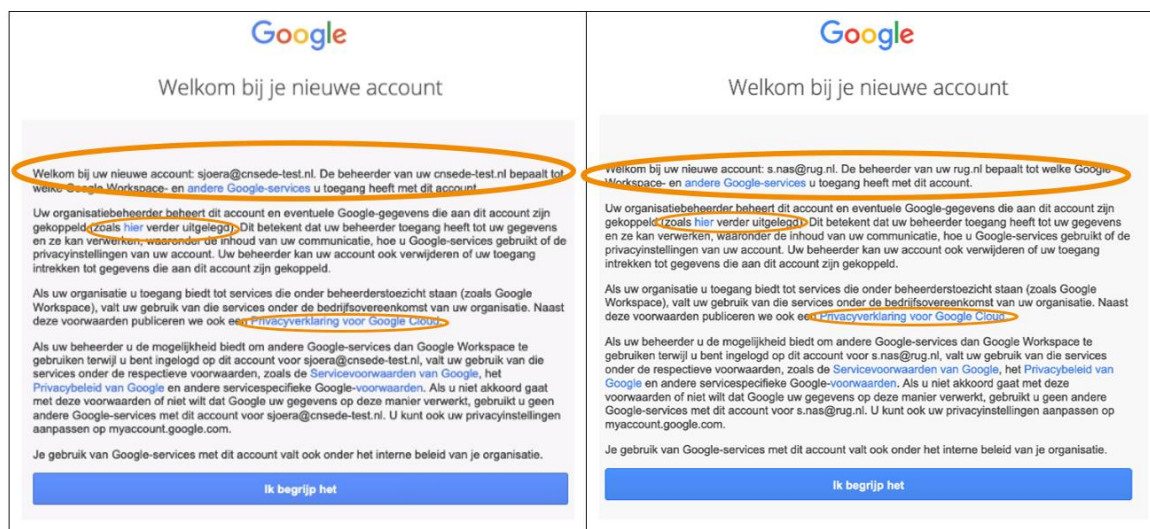 Google
Welkom bij je nieuwe account
Welkom bij uw nieuwe account: sjoera@cnsede-test.nl. De beheerder van uw cnsede-test.nl bepaalt tot
welke Google Workspace- en andere Google-services u toegang heeft met dit account.
Uw organisatiebeheerder beheert dit account en eventuele Google-gegevens die aan dit account zijn
gekoppeld (zoals hier verder uitgelegd). Dit betekent dat uw beheerder toegang heeft tot uw gegevens
en ze kan verwerken, waaronder de inhoud van uw communicatie, hoe u Google-services gebruikt of de
privacyinstellingen van uw account. Uw beheerder kan uw account ook verwijderen of uw toegang
intrekken tot gegevens die aan dit account zijn gekoppeld.
Als uw organisatie u toegang biedt tot services die onder beheerderstoezicht staan (zoals Google
Workspace), valt uw gebruik van die services onder de bedrijfsovereenkomst van uw organisatie. Naast
deze voorwaarden publiceren we ook een Privacyverklaring voor Google Cloud.
Als uw beheerder u de mogelijkheid biedt om andere Google-services dan Google Workspace te
gebruiken terwijl u bent ingelogd op dit account voor sjoera@cnsede-test.nl, valt uw gebruik van die
services onder de respectieve voorwaarden, zoals de Servicevoorwaarden van Google, het
Privacybeleid van Google en andere servicespecifieke Google-voorwaarden. Als u niet akkoord gaat
met deze voorwaarden of niet wilt dat Google uw gegevens op deze manier verwerkt, gebruikt u geen
andere Google-services met dit account voor sjoera@cnsede-test.nl. U kunt ook uw privacyinstellingen
aanpassen op myaccount.google.com.
Je gebruik van Google-services met dit account valt ook onder het interne beleid van je organisatie.
Ik begrijp het
Google
Welkom bij je nieuwe account
Welkom bij uw nieuwe account: s.nas@rug.nl. De beheerder van uw rug.nl bepaalt tot welke Google
Workspace- en andere Google-services u toegang heeft met dit account.
Uw organisatiebeheerder beheert dit account en eventuele Google-gegevens die aan dit account zijn
gekoppeld (zoals hier verder uitgelegd). Dit betekent dat uw beheerder toegang heeft tot uw gegevens
en ze kan verwerken, waaronder de inhoud van uw communicatie, hoe u Google-services gebruikt of de
privacyinstellingen van uw account. Uw beheerder kan uw account ook verwijderen of uw toegang
intrekken tot gegevens die aan dit account zijn gekoppeld.
Als uw organisatie u toegang biedt tot services die onder beheerderstoezicht staan (zoals Google
Workspace), valt uw gebruik van die services onder de bedrijfsovereenkomst van uw organisatie. Naast
deze voorwaarden publiceren we ook een Privacyverklaring voor Google Cloud.
Als uw beheerder u de mogelijkheid biedt om andere Google-services dan Google Workspace te
gebruiken terwijl u bent ingelogd op dit account voor s.nas@rug.nl, valt uw gebruik van die services
onder de respectieve voorwaarden, zoals de Servicevoorwaarden van Google, het Privacybeleid van
Google en andere servicespecifieke Google-voorwaarden. Als u niet akkoord gaat met deze
voorwaarden of niet wilt dat Google uw gegevens op deze manier verwerkt, gebruikt u geen andere
Google-services met dit account voor s.nas@rug.nl. U kunt ook uw privacyinstellingen aanpassen op
myaccount.google.com.
Je gebruik van Google-services met dit account valt ook onder het interne beleid van je organisatie.
Ik begrijp het